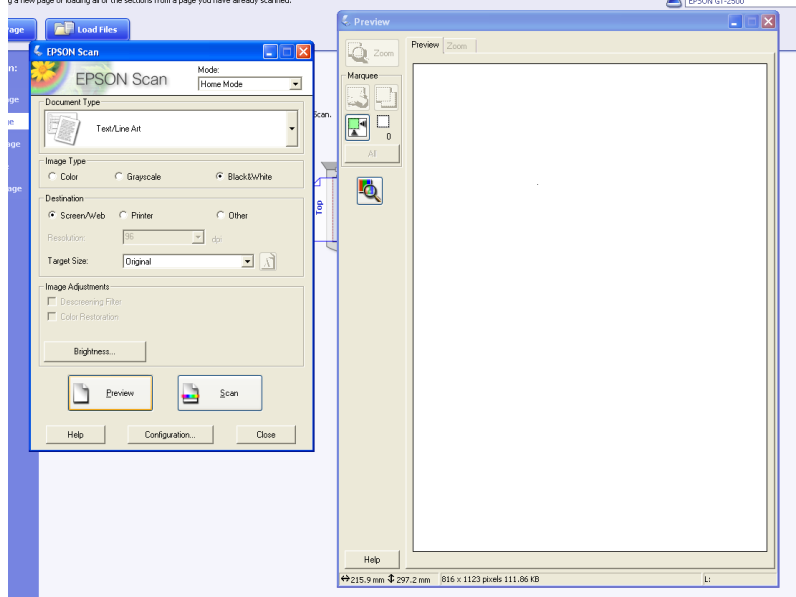 g a new page or loading all of the sections from a page you have already scanned.
EPSON GT-2500
Page
Load Files
n:
ge
e
age
age
Scan.
Top
EPSON Scan
EPSON Scan
Mode:
Home Mode
Document Type
Text/Line Art
Image Type
Color
Grayscale
Black&White
Destination
Screen/Web
Printer
Other
Resolution:
96
dpi
Target Size:
Original
Image Adjustments
Descreening Filter
Color Restoration
Brightness...
Preview
Scan
Help
Configuration...
Close
Preview
Zoom
Preview
Zoom
Marquee
0
All
Help
215.9 mm 297.2 mm 816 x 1123 pixels 111.86 KB L: